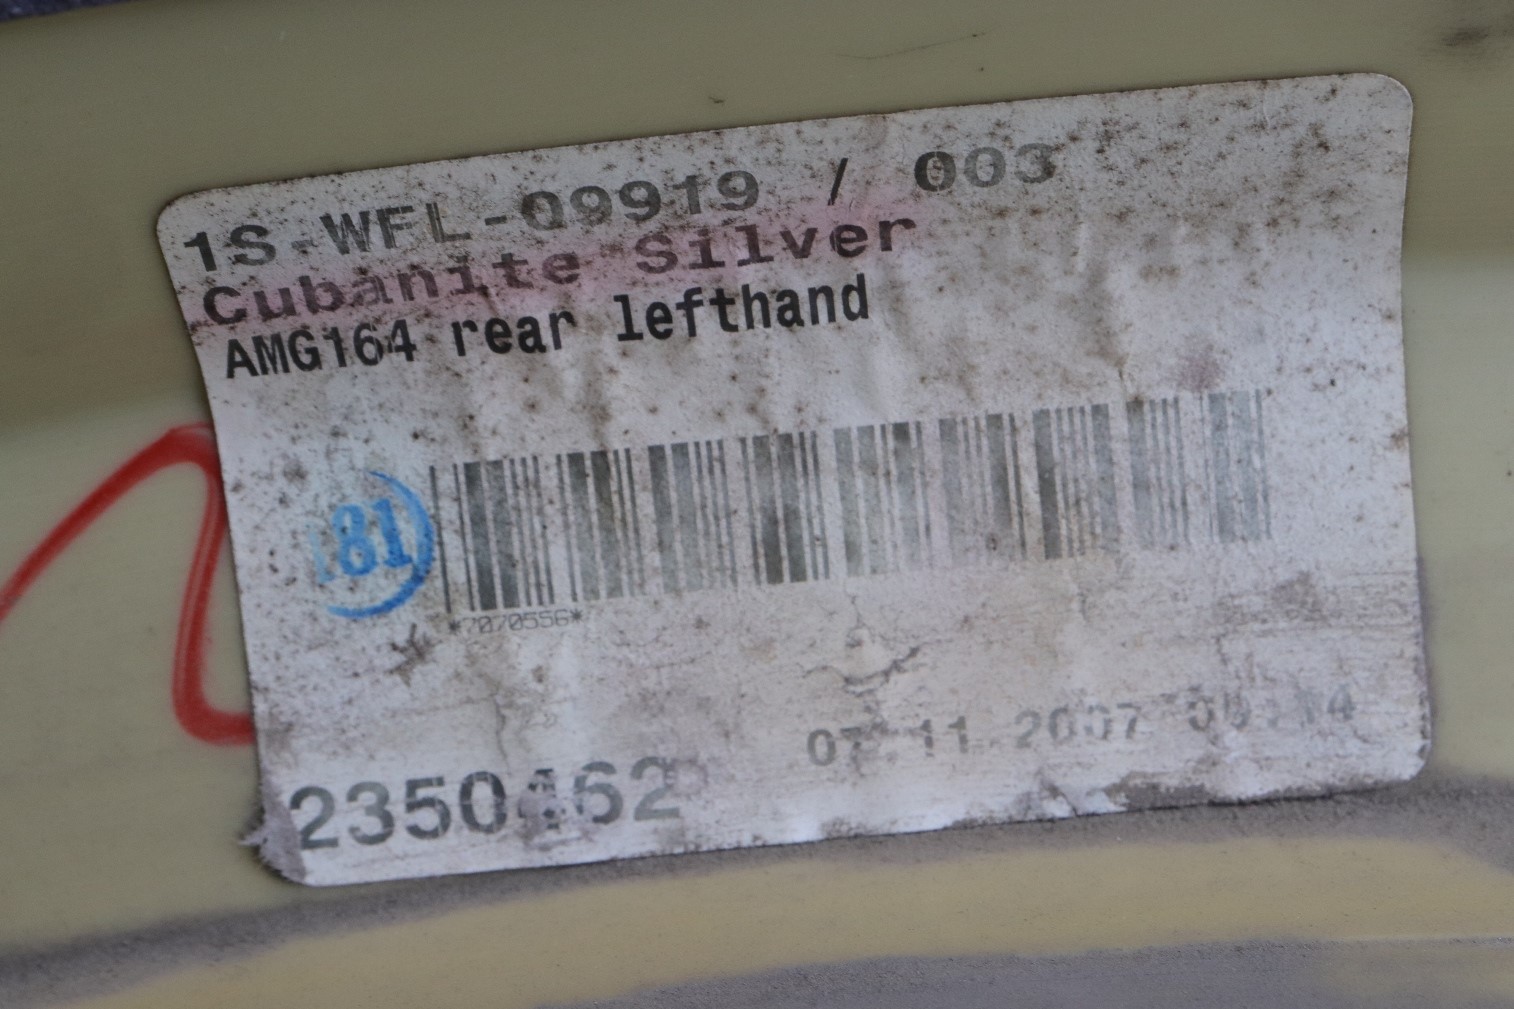 1S-WFL-09919 / 003
Cubanite Silver
AMG164 rear lefthand
81
*7070556*
07.11.2007
2350462